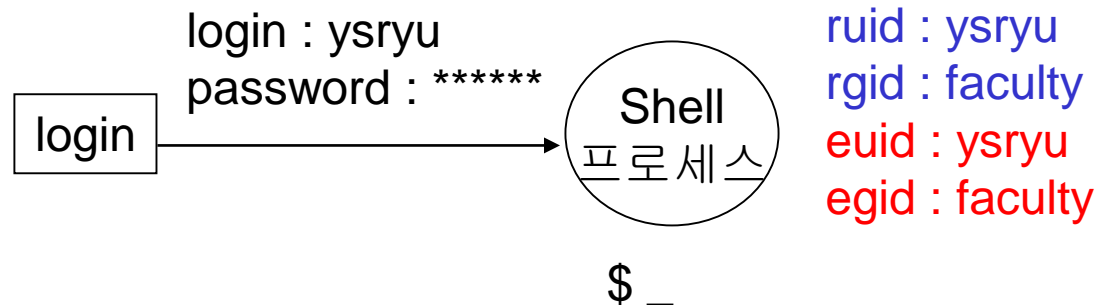 login : ysryu
password : ******
login
Shell
프로세스
ruid : ysryu
rgid : faculty
euid : ysryu
egid : faculty
$ _